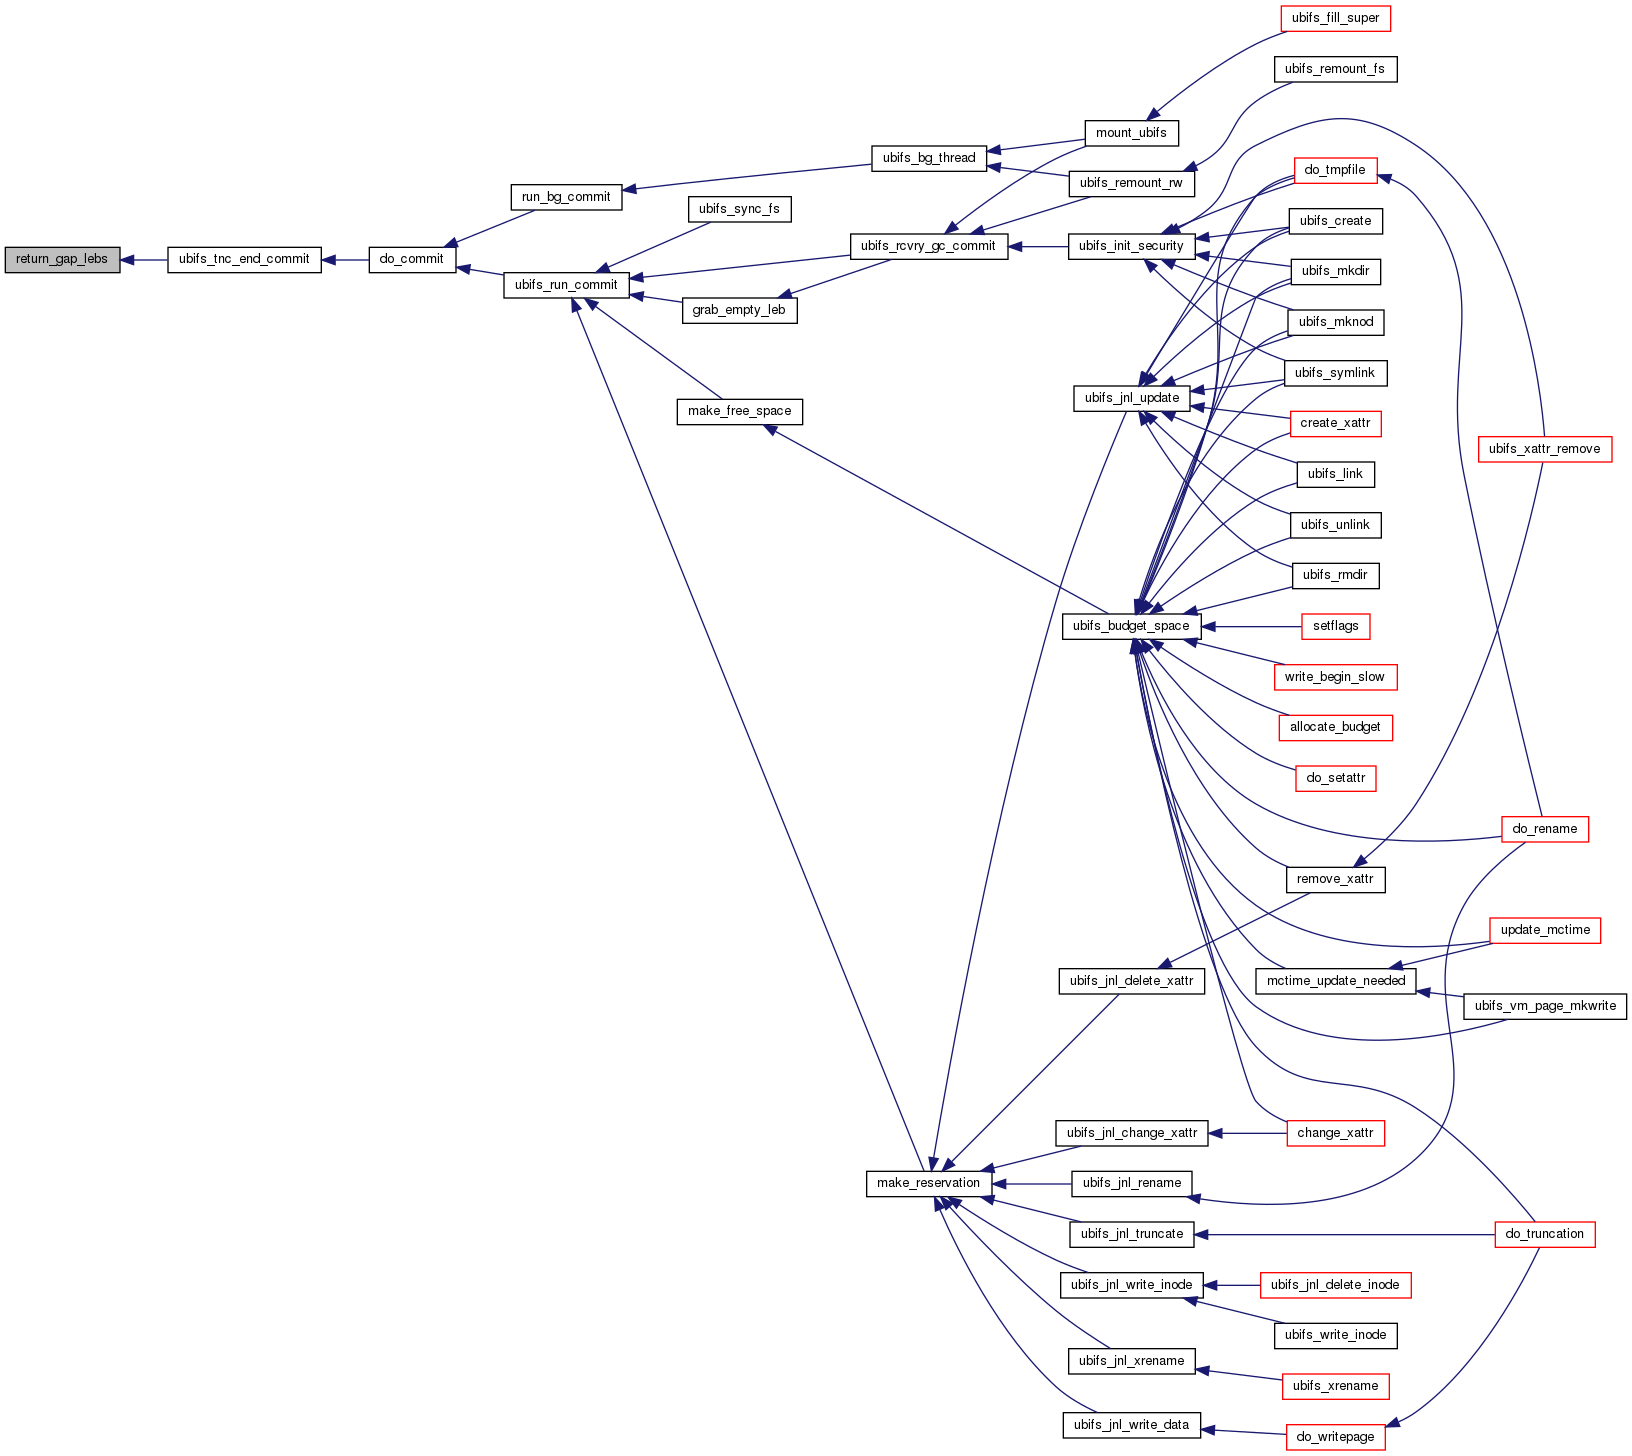 ubifs_fill_super
ubifs_remount_fs
mount_ubifs
ubifs_bg_thread
do_tmpfile
ubifs_remount_rw
run_bg_commit
ubifs_sync_fs
ubifs_create
return_gap_lebs
ubifs_tnc_end_commit
do_commit
ubifs_rcvry_gc_commit
ubifs_init_security
ubifs_mkdir
ubifs_run_commit
grab_empty_leb
ubifs_mknod
ubifs_symlink
ubifs_jnl_update
make_free_space
create_xattr
ubifs_xattr_remove
ubifs_link
ubifs_unlink
ubifs_rmdir
ubifs_budget_space
setflags
write_begin_slow
allocate_budget
do_setattr
do_rename
remove_xattr
update_mctime
ubifs_jnl_delete_xattr
mctime_update_needed
ubifs_vm_page_mkwrite
ubifs_jnl_change_xattr
change_xattr
make_reservation
ubifs_jnl_rename
ubifs_jnl_truncate
do_truncation
ubifs_jnl_write_inode
ubifs_jnl_delete_inode
ubifs_write_inode
ubifs_jnl_xrename
ubifs_xrename
ubifs_jnl_write_data
do_writepage